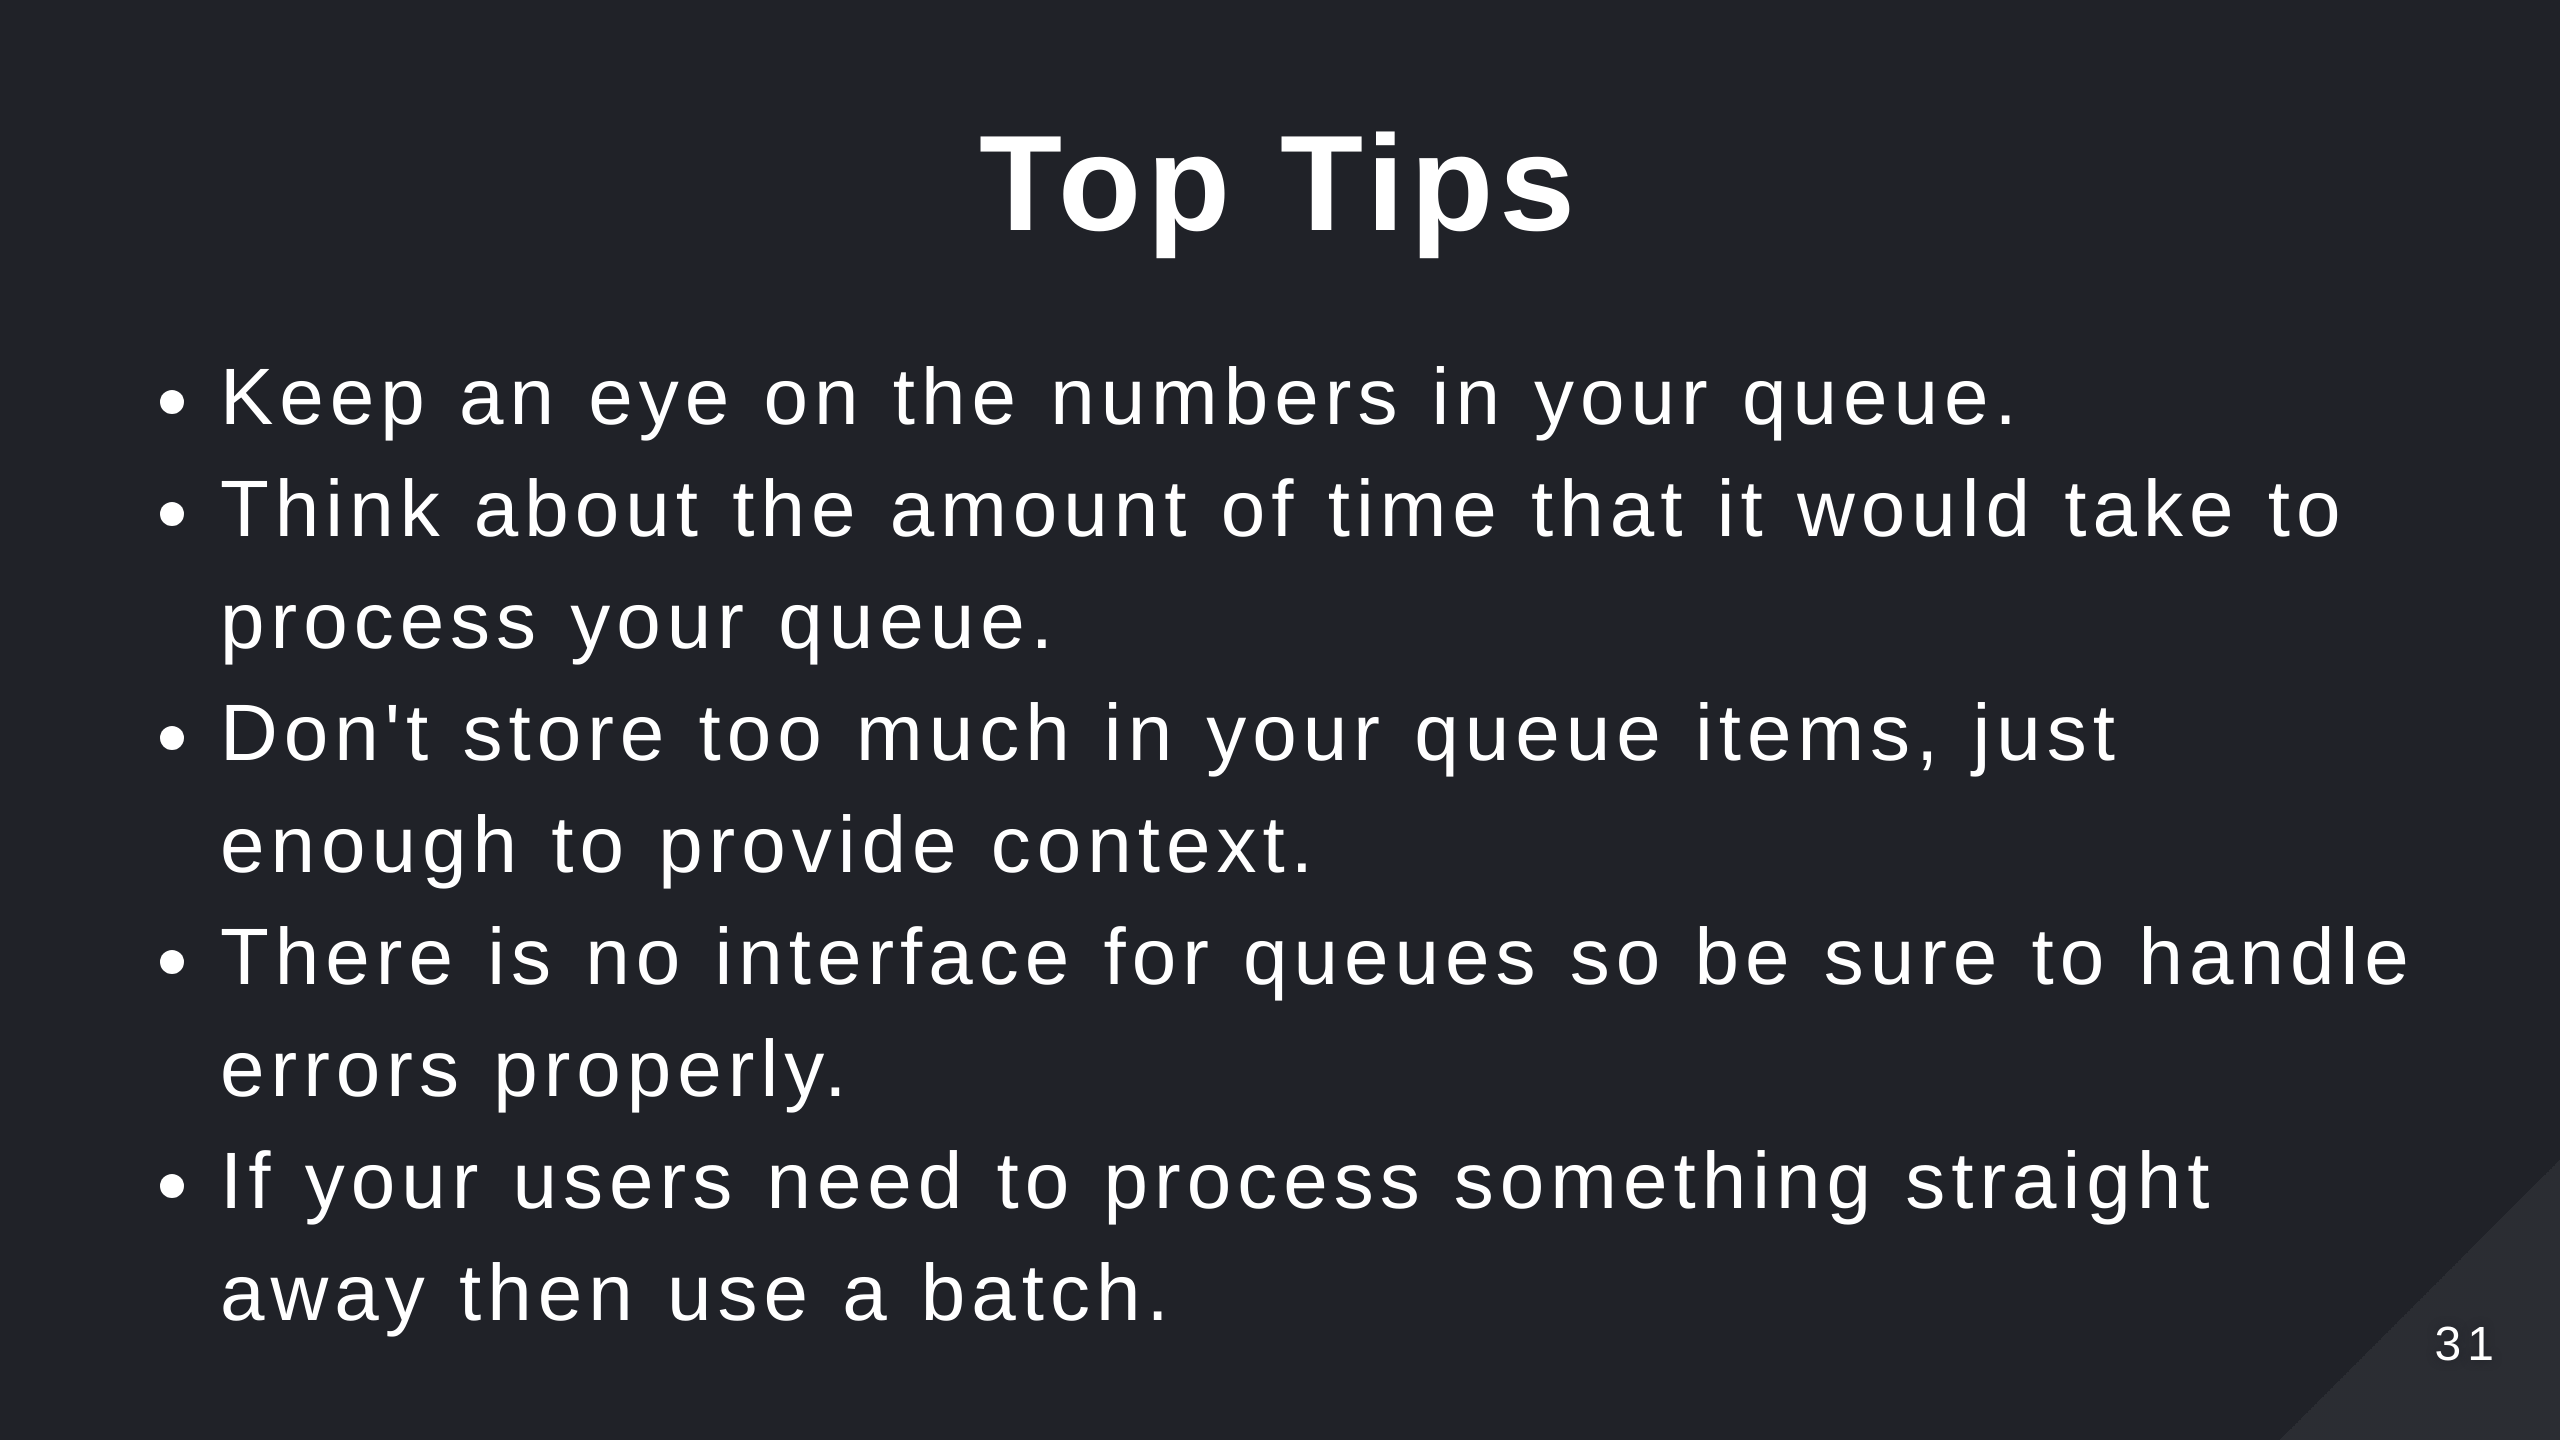 Top Tips
• Keep an eye on the numbers in your queue.
• Think about the amount of time that it would take to
process your queue.
• Don't store too much in your queue items, just
enough to provide context.
• There is no interface for queues so be sure to handle
errors properly.
• If your users need to process something straight
away then use a batch.
31